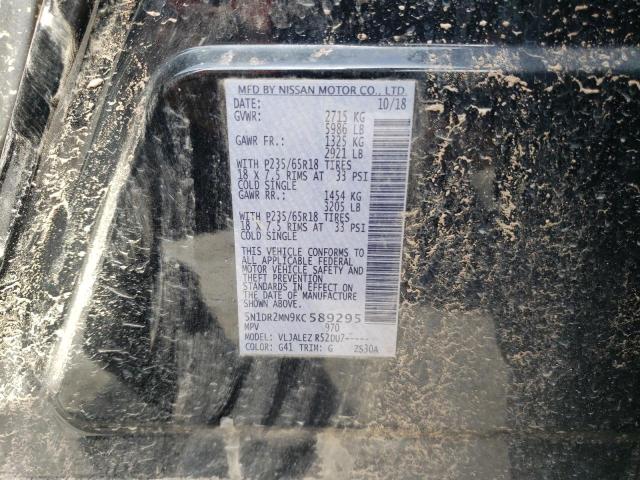 MFD BY NISSAN MOTOR CO., LTD.
DATE: 10/18
GVWR: 2715 KG
5986 LB
GAWR FR.: 1325 KG
2921 LB
WITH P235/65R18 TIRES
18 X 7.5 RIMS AT 33 PSI
COLD SINGLE
GAWR RR.: 1454 KG
3205 LB
WITH P235/65R18 TIRES
18 X 7.5 RIMS AT 33 PSI
COLD SINGLE
THIS VEHICLE CONFORMS TO
ALL APPLICABLE FEDERAL
MOTOR VEHICLE SAFETY AND
THEFT PREVENTION
STANDARDS IN EFFECT ON
THE DATE OF MANUFACTURE
SHOWN ABOVE.
5N1DR2MN9KC589295
MPV 970
MODEL: VLJALEZ R52DU7-----
COLOR: G41 TRIM: G ZS30A